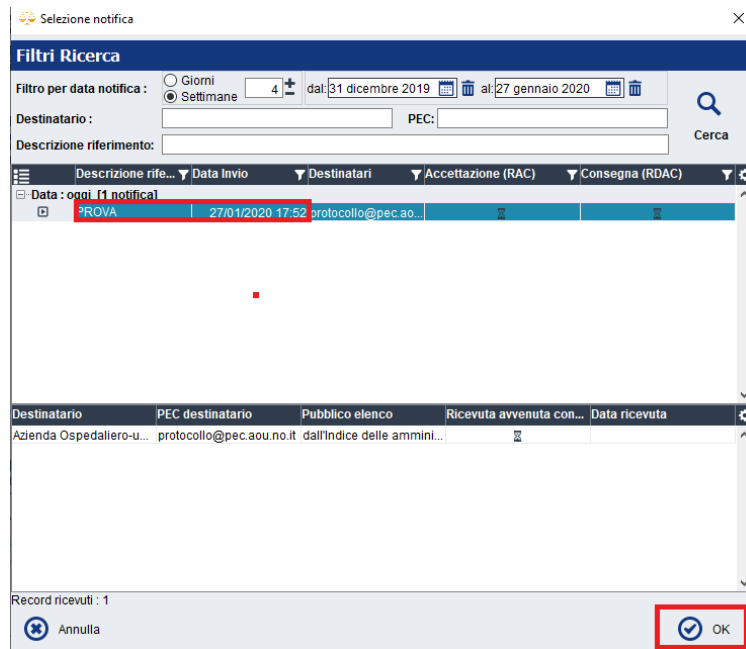 Selezione notifica
Filtri Ricerca
Filtro per data notifica : Giorni Settimane 4 dal: 31 dicembre 2019 al: 27 gennaio 2020
Destinatario : PEC:
Cerca
Descrizione riferimento:
Descrizione rife... Data Invio Destinatari Accettazione (RAC) Consegna (RDAC)
Data : oggi [1 notifica]
PROVA 27/01/2020 17:52 protocollo@pec.ao...
Destinatario PEC destinatario Pubblico elenco Ricevuta avvenuta con... Data ricevuta
Azienda Ospedaliero-u... protocollo@pec.aou.no.it dall'Indice delle ammini...
Record ricevuti : 1
Annulla OK